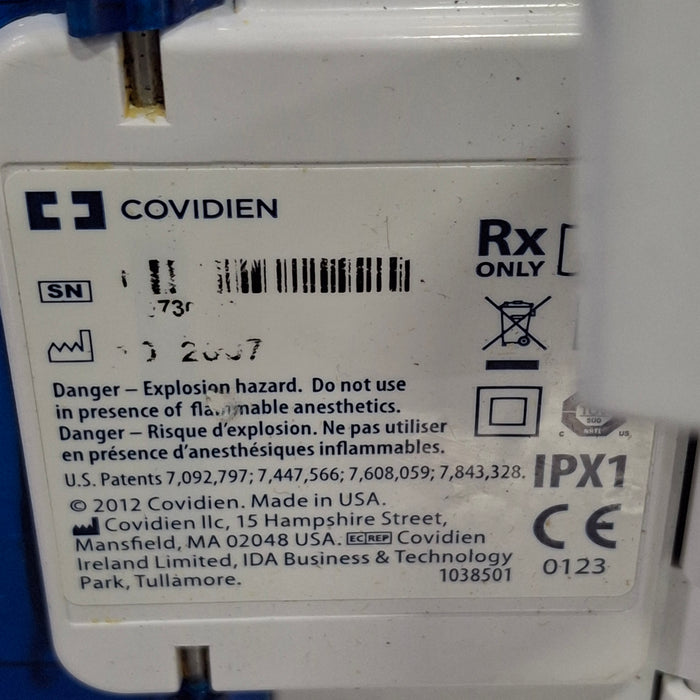 COVIDIEN
Rx
ONLY
SN
Danger – Explosion hazard. Do not use
in presence of flammable anesthetics.
Danger – Risque d'explosion. Ne pas utiliser
en présence d'anesthésiques inflammables.
U.S. Patents 7,092,797; 7,447,566; 7,608,059; 7,843,328.
IPX1
© 2012 Covidien. Made in USA.
Covidien llc, 15 Hampshire Street,
Mansfield, MA 02048 USA. EC REP Covidien
Ireland Limited, IDA Business & Technology
Park, Tullamore.
1038501
CE
0123
SUD
C US